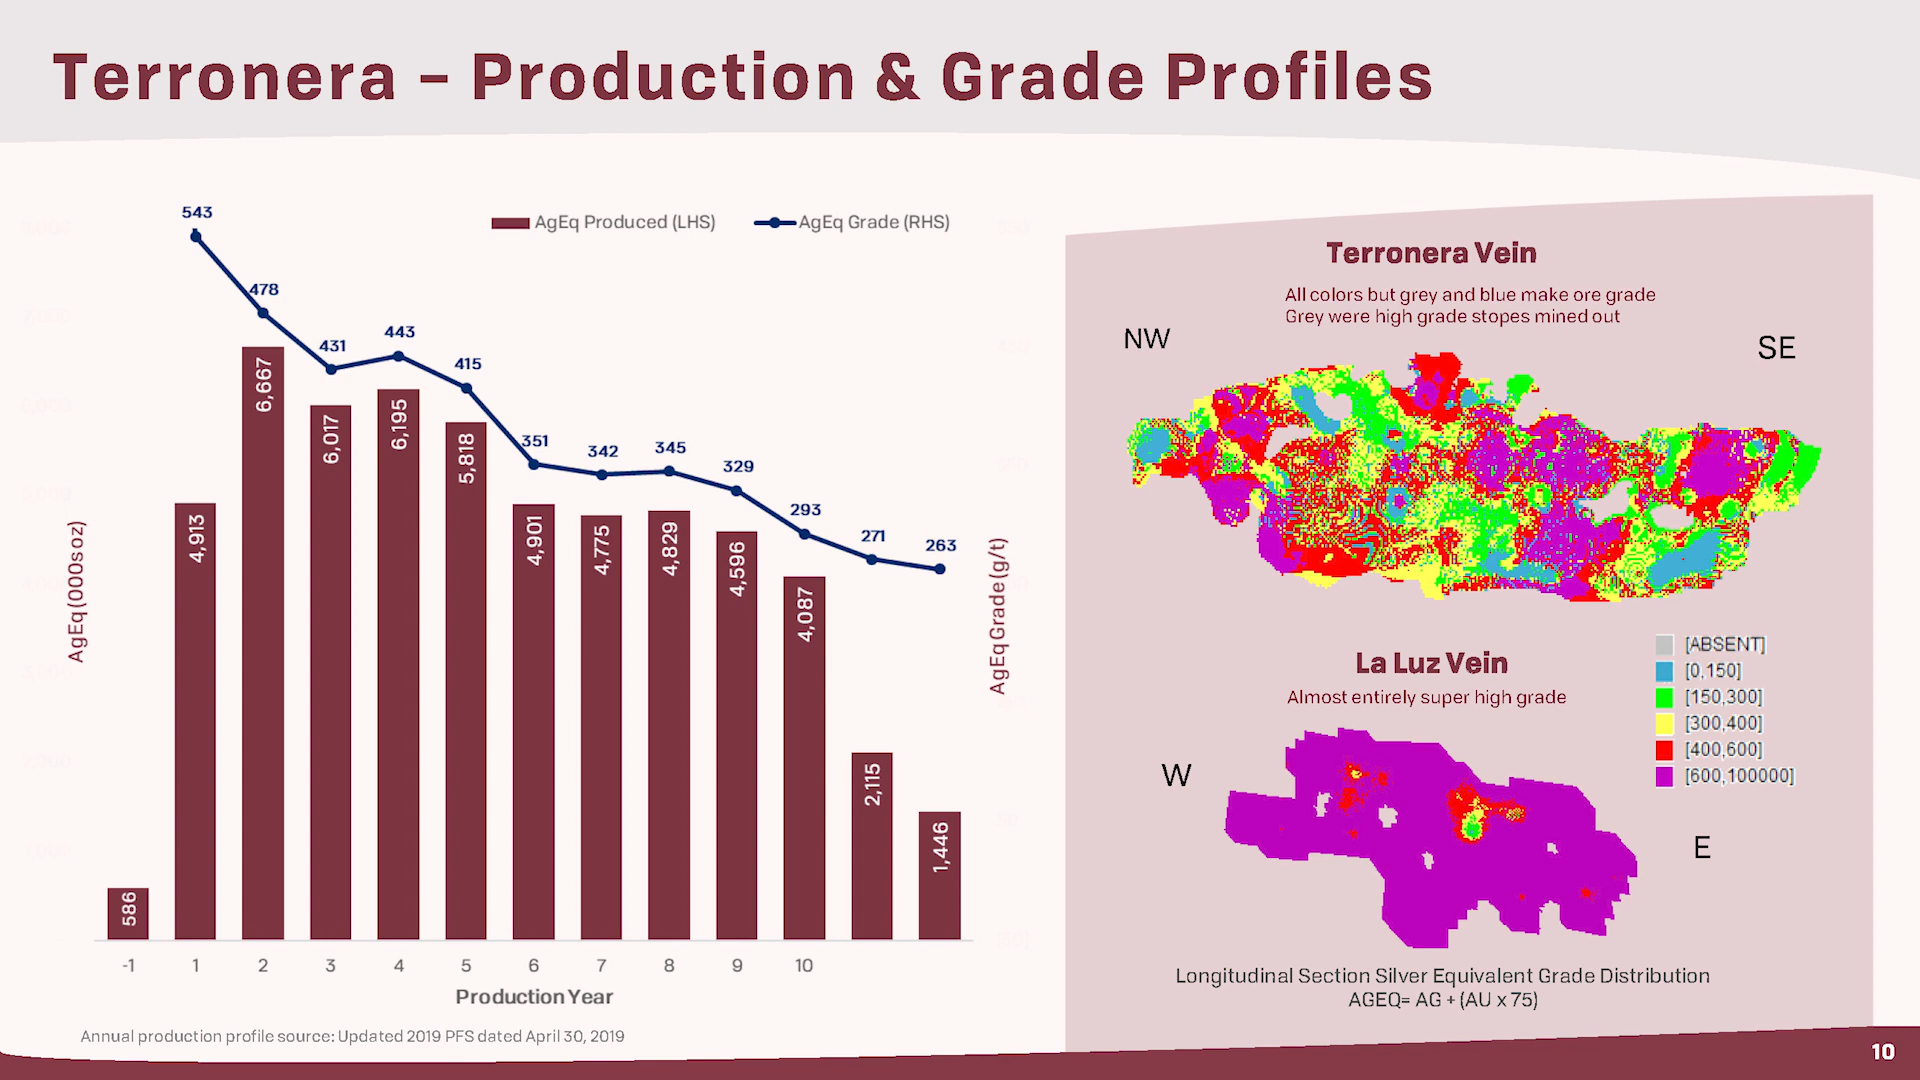 Terronera – Production & Grade Profiles
AgEq Produced (LHS)
AgEq Grade (RHS)
543
478
431
443
415
351
342
345
329
293
271
263
586
4,913
6,667
6,017
6,195
5,818
4,901
4,775
4,829
4,596
4,087
2,115
1,446
AgEq (000s oz)
AgEq Grade (g/t)
-1 1 2 3 4 5 6 7 8 9 10
Production Year
Annual production profile source: Updated 2019 PFS dated April 30, 2019
Terronera Vein
All colors but grey and blue make ore grade
Grey were high grade stopes mined out
NW
SE
La Luz Vein
Almost entirely super high grade
[ABSENT]
[0,150]
[150,300]
[300,400]
[400,600]
[600,100000]
W
E
Longitudinal Section Silver Equivalent Grade Distribution
AGEQ= AG + (AU x 75)
10